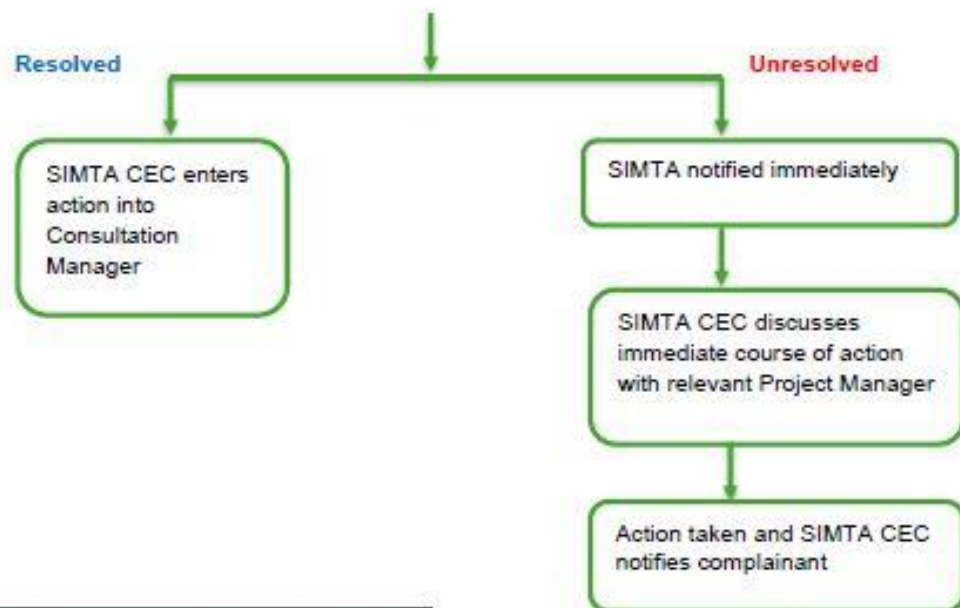 Resolved
Unresolved
SIMTA CEC enters
action into
Consultation
Manager
SIMTA notified immediately
SIMTA CEC discusses
immediate course of action
with relevant Project Manager
Action taken and SIMTA CEC
notifies complainant